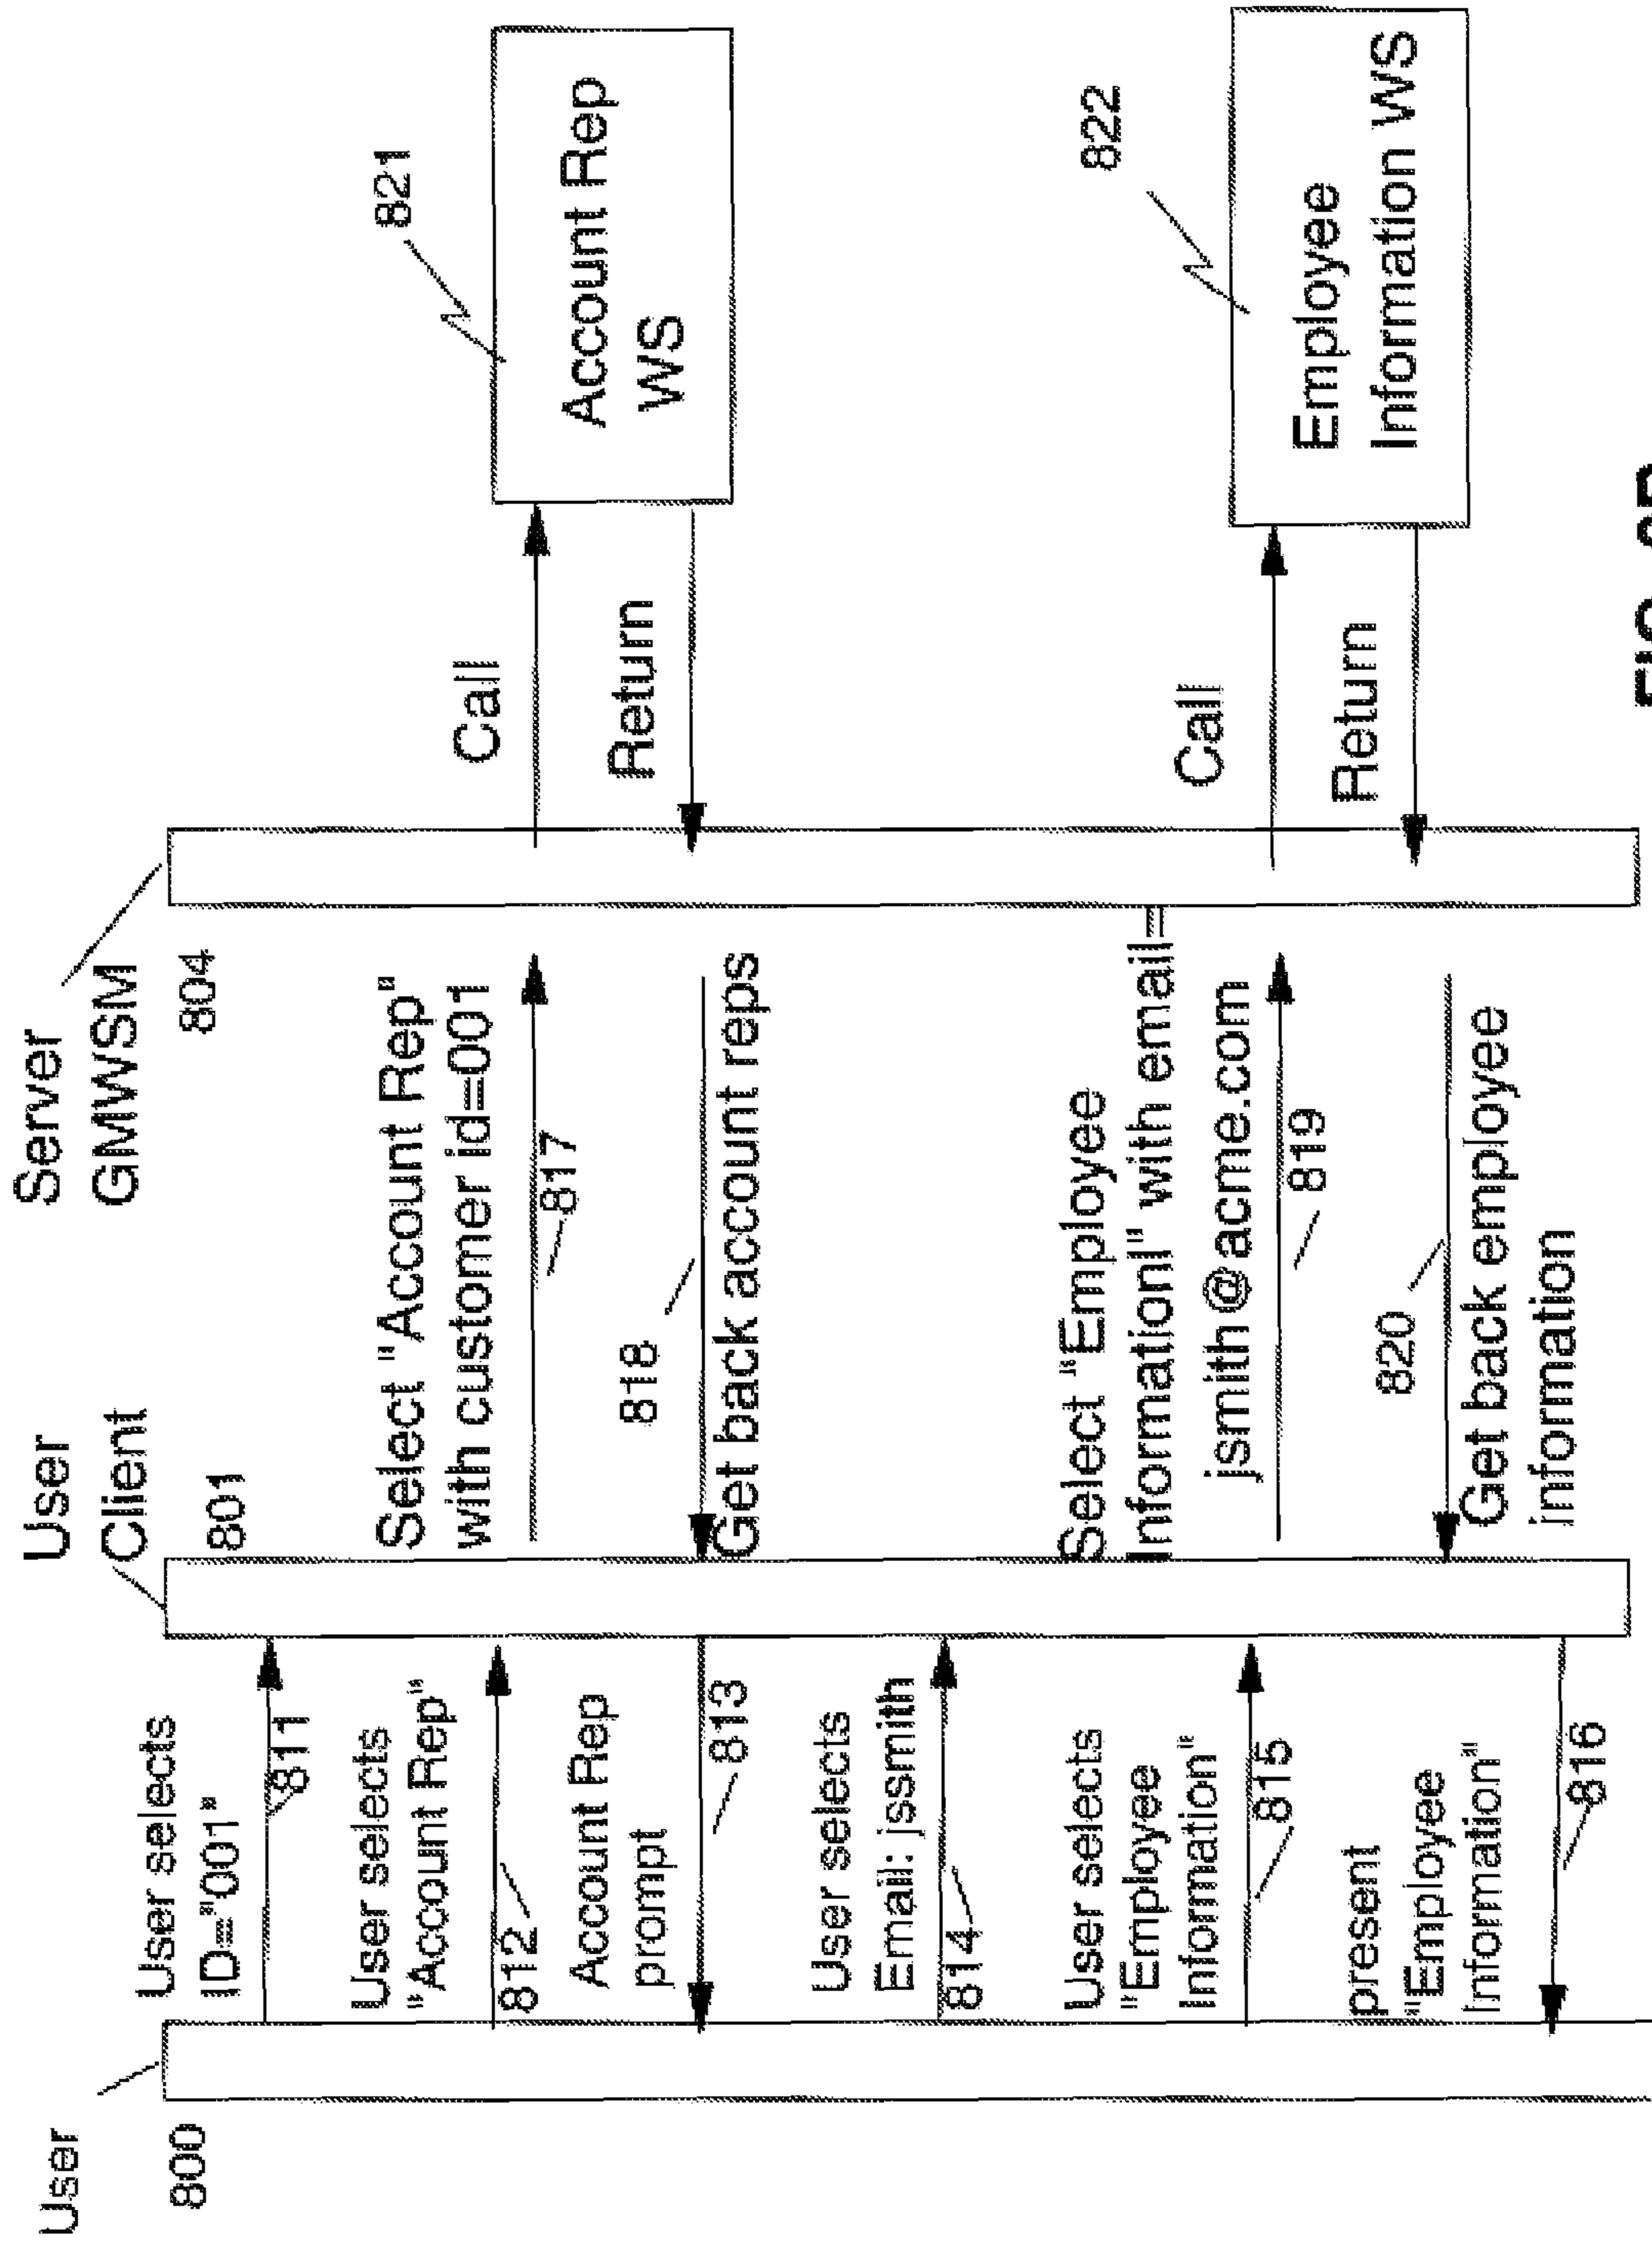 User
800
User
Client
801
Server
GMWSM
804
User selects
ID="001"
811
User selects
"Account Rep"
812
Account Rep
prompt
813
User selects
Email: jssmith
814
User selects
"Employee
Information"
815
present
"Employee
Information"
816
Select "Account Rep"
with customer id=001
817
818
Get back account reps
Select "Employee
Informationl" with email=
jsmith@acme.com
819
820
Get back employee
information
Call
Return
821
Account Rep
WS
Call
Return
822
Employee
Information WS